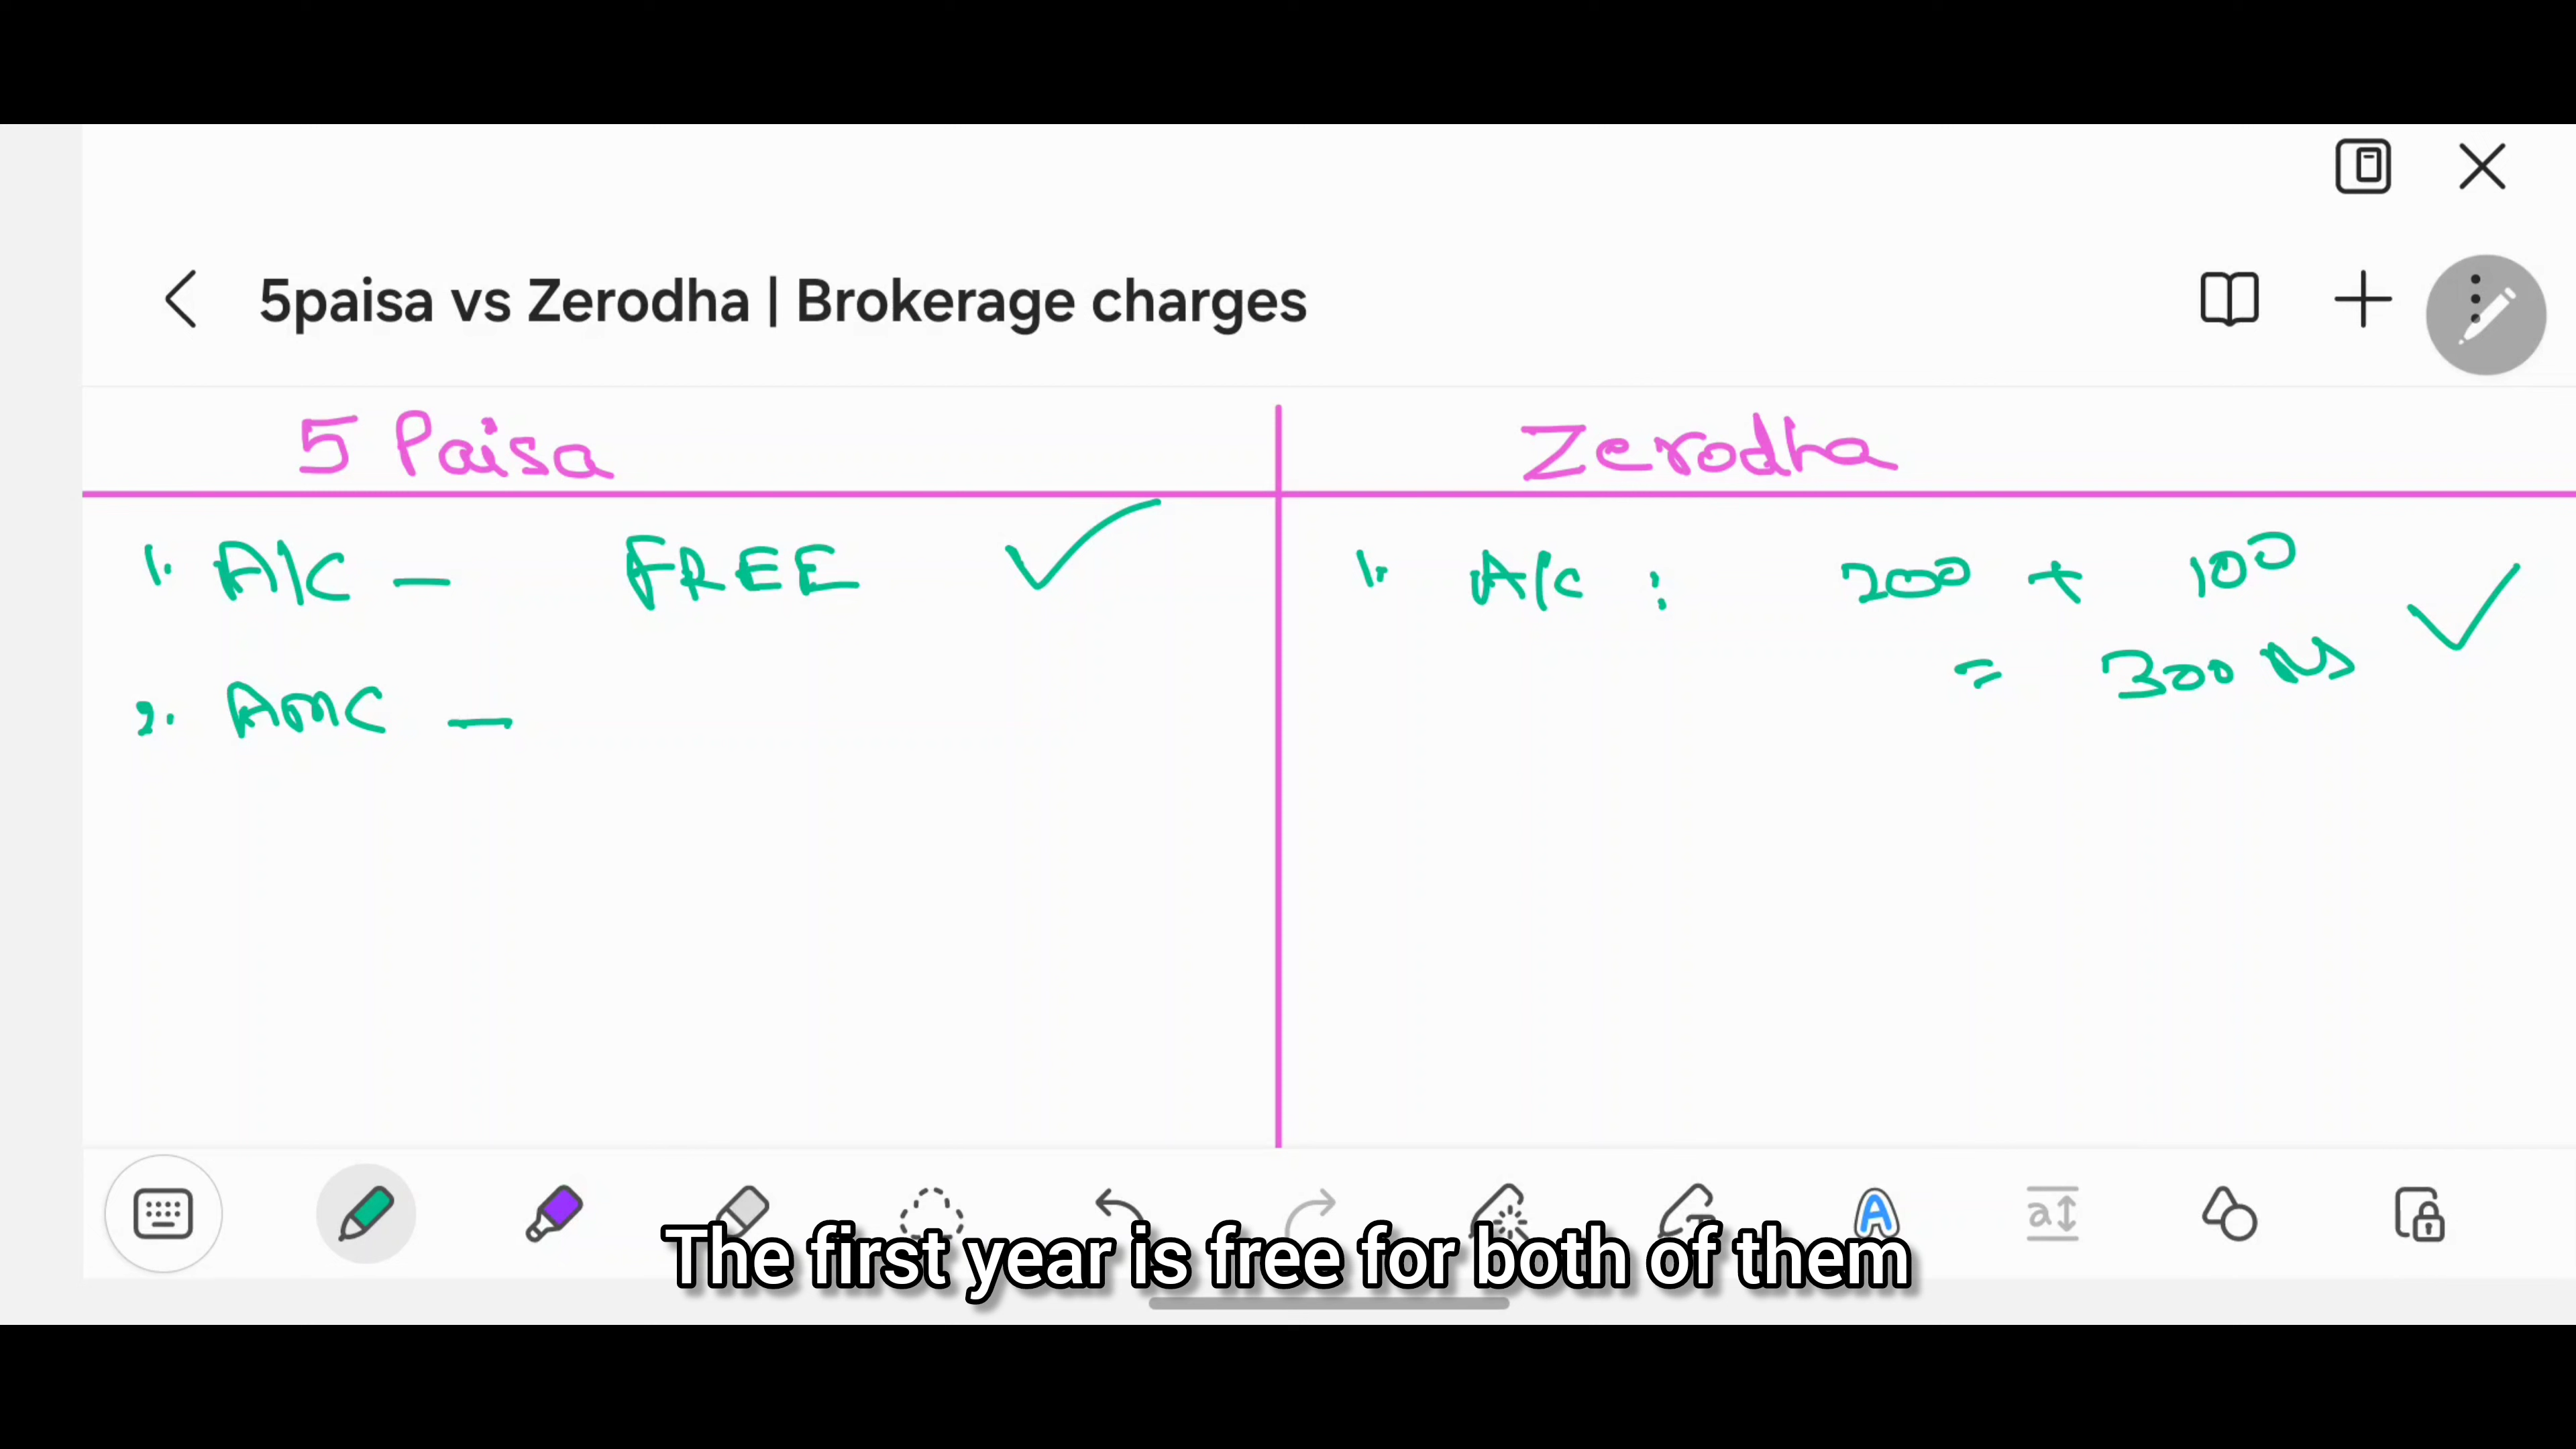 5paisa vs Zerodha | Brokerage charges
5 Paisa
Zerodha
1. A/C — FREE
1. A/C : 200 + 100
= 300 Rs
2. AMC —
The first year is free for both of them